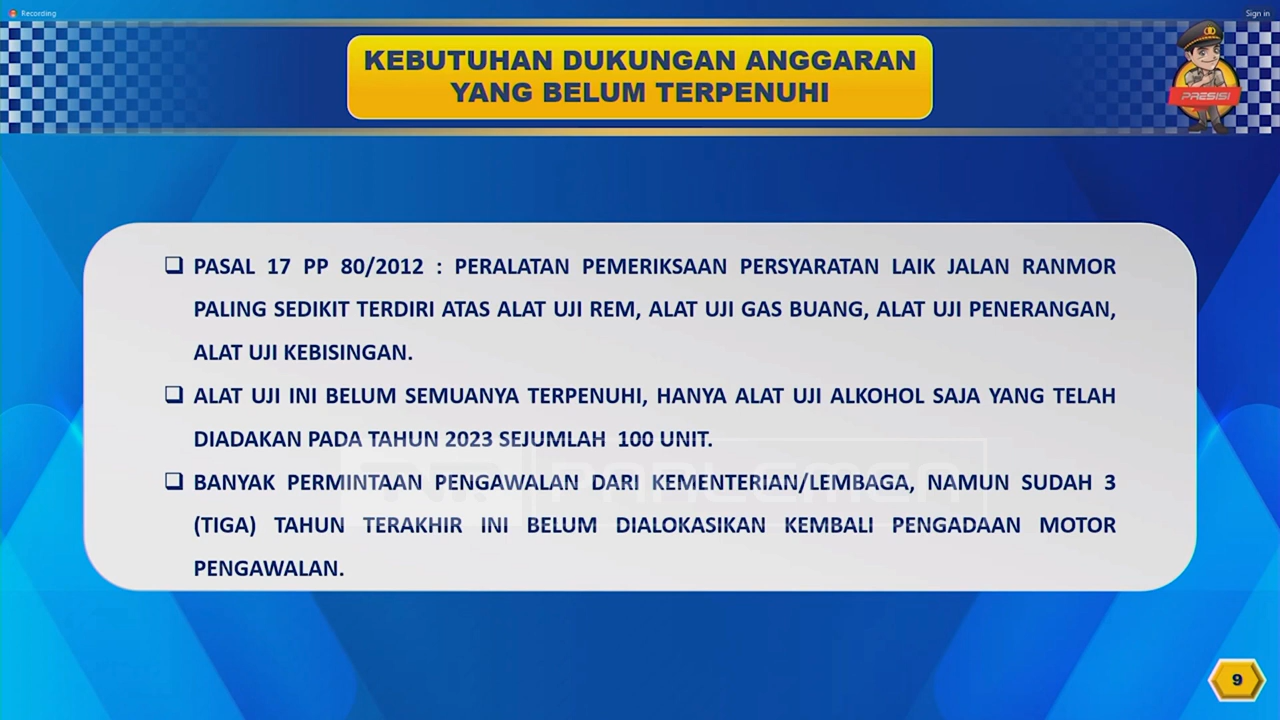 Recording
Sign in
KEBUTUHAN DUKUNGAN ANGGARAN
YANG BELUM TERPENUHI
PRESISI
❑ PASAL 17 PP 80/2012 : PERALATAN PEMERIKSAAN PERSYARATAN LAIK JALAN RANMOR
PALING SEDIKIT TERDIRI ATAS ALAT UJI REM, ALAT UJI GAS BUANG, ALAT UJI PENERANGAN,
ALAT UJI KEBISINGAN.
❑ ALAT UJI INI BELUM SEMUANYA TERPENUHI, HANYA ALAT UJI ALKOHOL SAJA YANG TELAH
DIADAKAN PADA TAHUN 2023 SEJUMLAH 100 UNIT.
❑ BANYAK PERMINTAAN PENGAWALAN DARI KEMENTERIAN/LEMBAGA, NAMUN SUDAH 3
(TIGA) TAHUN TERAKHIR INI BELUM DIALOKASIKAN KEMBALI PENGADAAN MOTOR
PENGAWALAN.
PARLEMEN
9